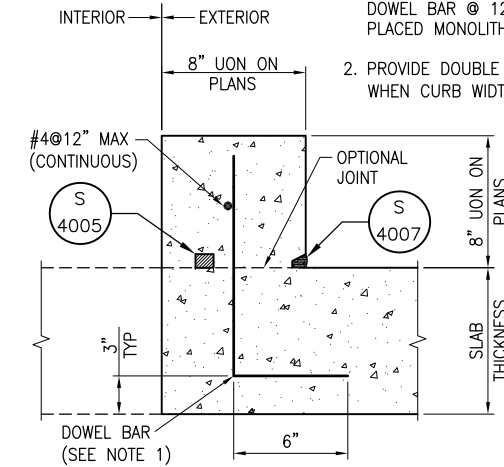 INTERIOR
EXTERIOR
DOWEL BAR @ 12
PLACED MONOLITH
8" UON ON
PLANS
2. PROVIDE DOUBLE
WHEN CURB WIDT
#4@12" MAX
(CONTINUOUS)
OPTIONAL
JOINT
S
4005
S
4007
8" UON ON
PLANS
3"
TYP
SLAB
THICKNESS
DOWEL BAR
(SEE NOTE 1)
6"